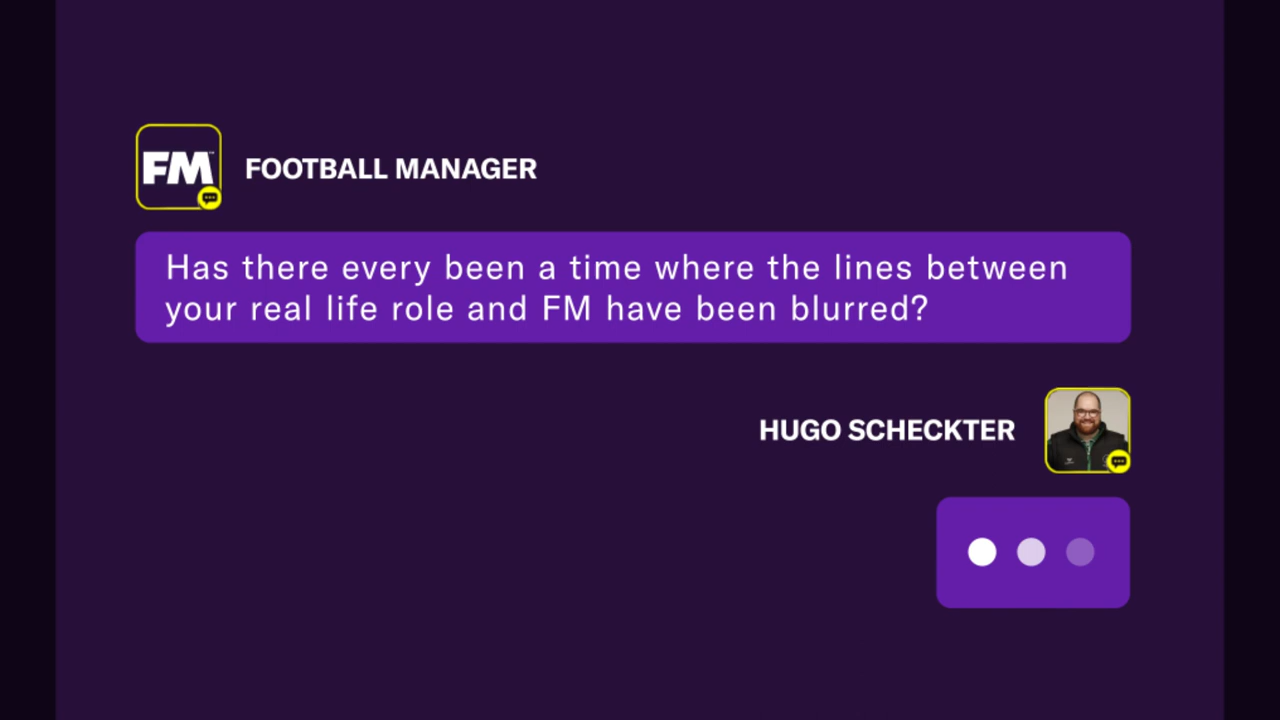 FM
FOOTBALL MANAGER
Has there every been a time where the lines between
your real life role and FM have been blurred?
HUGO SCHECKTER